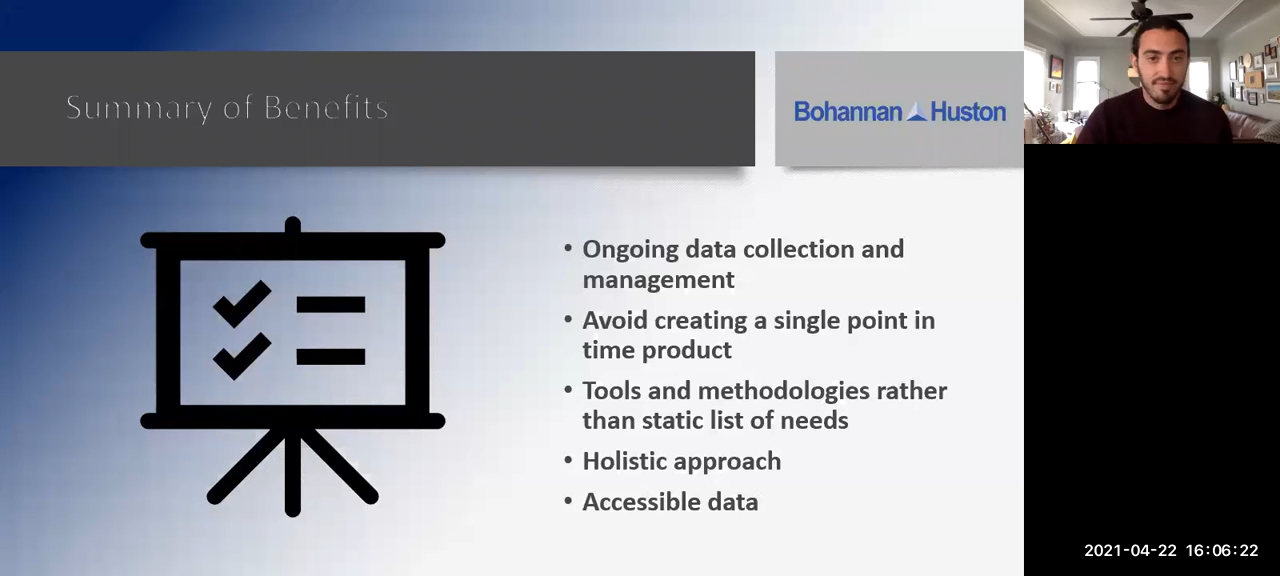 Summary of Benefits
Bohannan Huston
• Ongoing data collection and
management
• Avoid creating a single point in
time product
• Tools and methodologies rather
than static list of needs
• Holistic approach
• Accessible data
2021-04-22 16:06:22